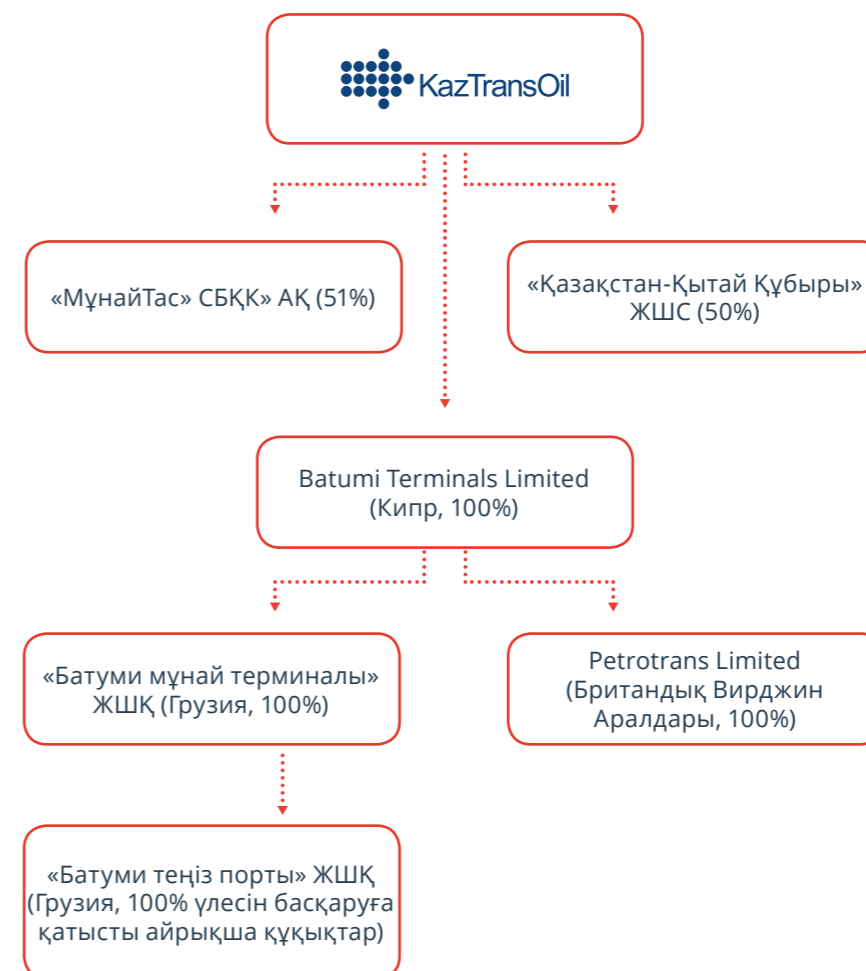 KazTransOil
«МұнайТас» СБҚК» АҚ (51%)
«Қазақстан-Қытай Құбыры»
ЖШС (50%)
Batumi Terminals Limited
(Кипр, 100%)
«Батуми мұнай терминалы»
ЖШҚ (Грузия, 100%)
Petrotrans Limited
(Британдық Вирджин
Аралдары, 100%)
«Батуми теңіз порты» ЖШҚ
(Грузия, 100% үлесін басқаруға
қатысты айрықша құқықтар)